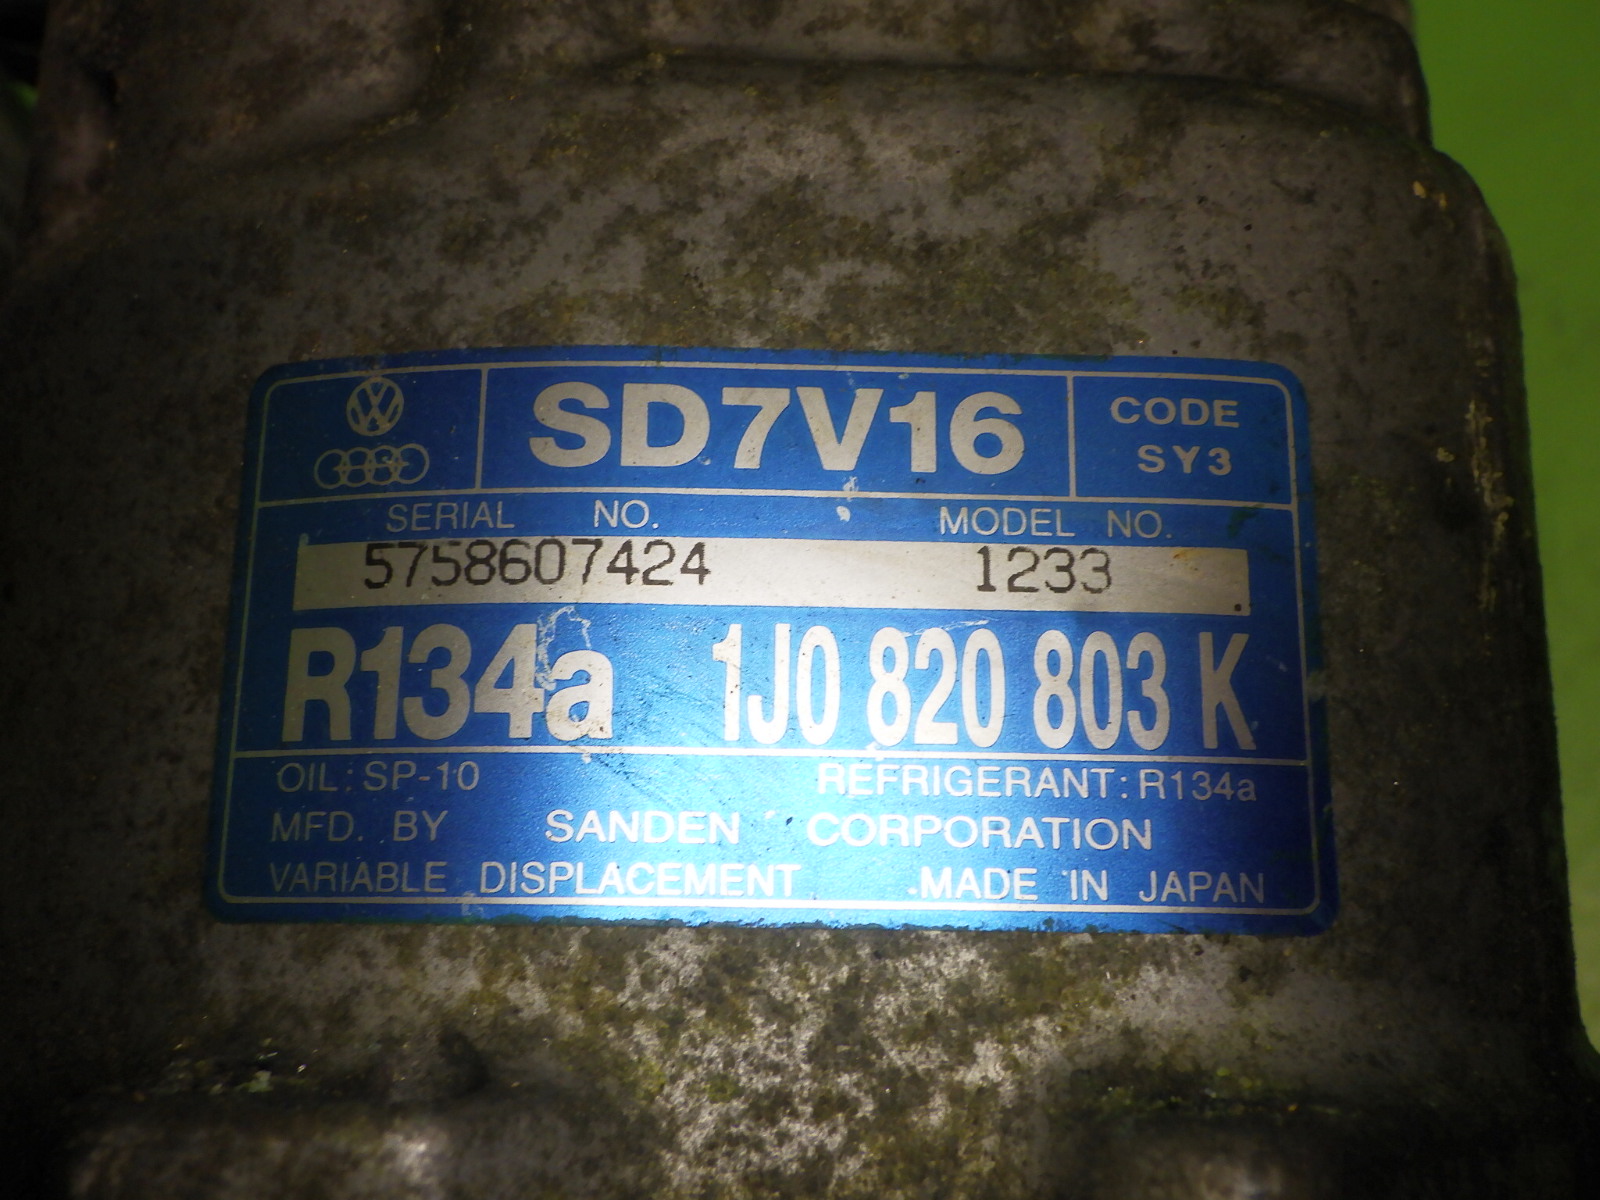 SD7V16
CODE
SY3
SERIAL NO. MODEL NO.
5758607424 1233
R134a 1J0 820 803 K
OIL: SP-10 REFRIGERANT: R134a
MFD. BY SANDEN CORPORATION
VARIABLE DISPLACEMENT MADE IN JAPAN